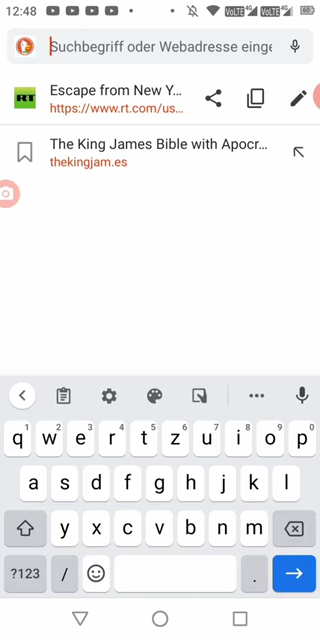 12:48
Suchbegriff oder Webadresse einge
RT
Escape from New Y...
https://www.rt.com/us...
The King James Bible with Apocr...
thekingjam.es
1 2 3 4 5 6 7 8 9 0
q w e r t z u i o p
a s d f g h j k l
y x c v b n m
?123 / .